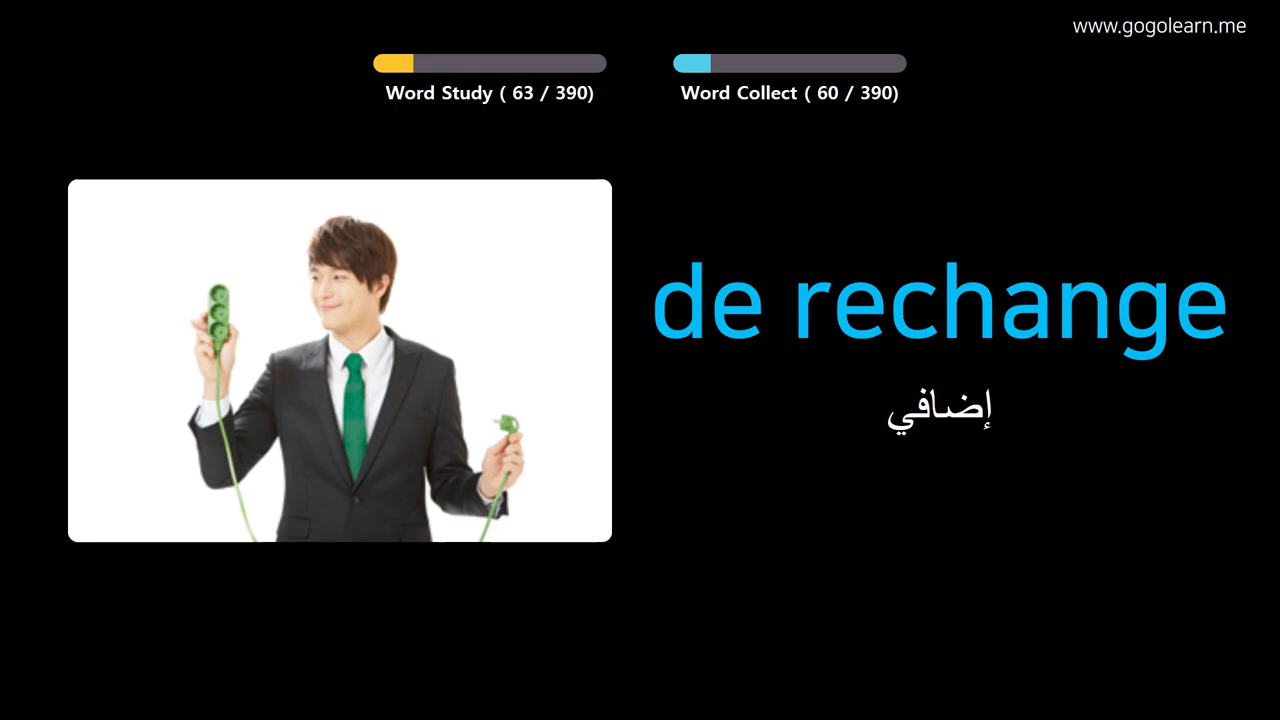 www.gogolearn.me
Word Study ( 63 / 390)
Word Collect ( 60 / 390)
de rechange
إضافي